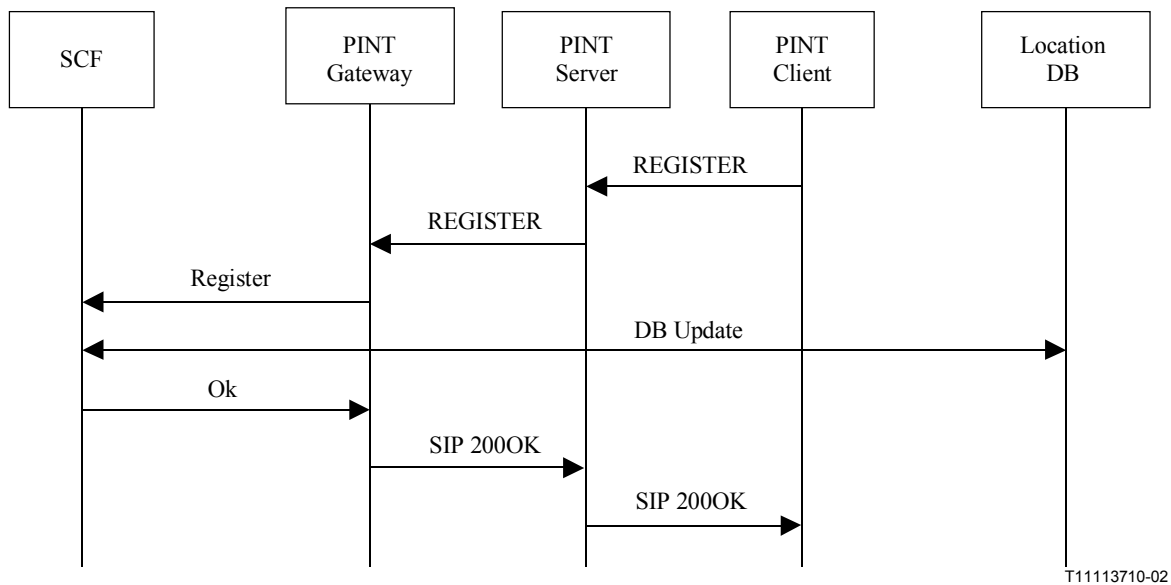 SCF
PINT
Gateway
PINT
Server
PINT
Client
Location
DB
REGISTER
REGISTER
Register
DB Update
Ok
SIP 200OK
SIP 200OK
T11113710-02